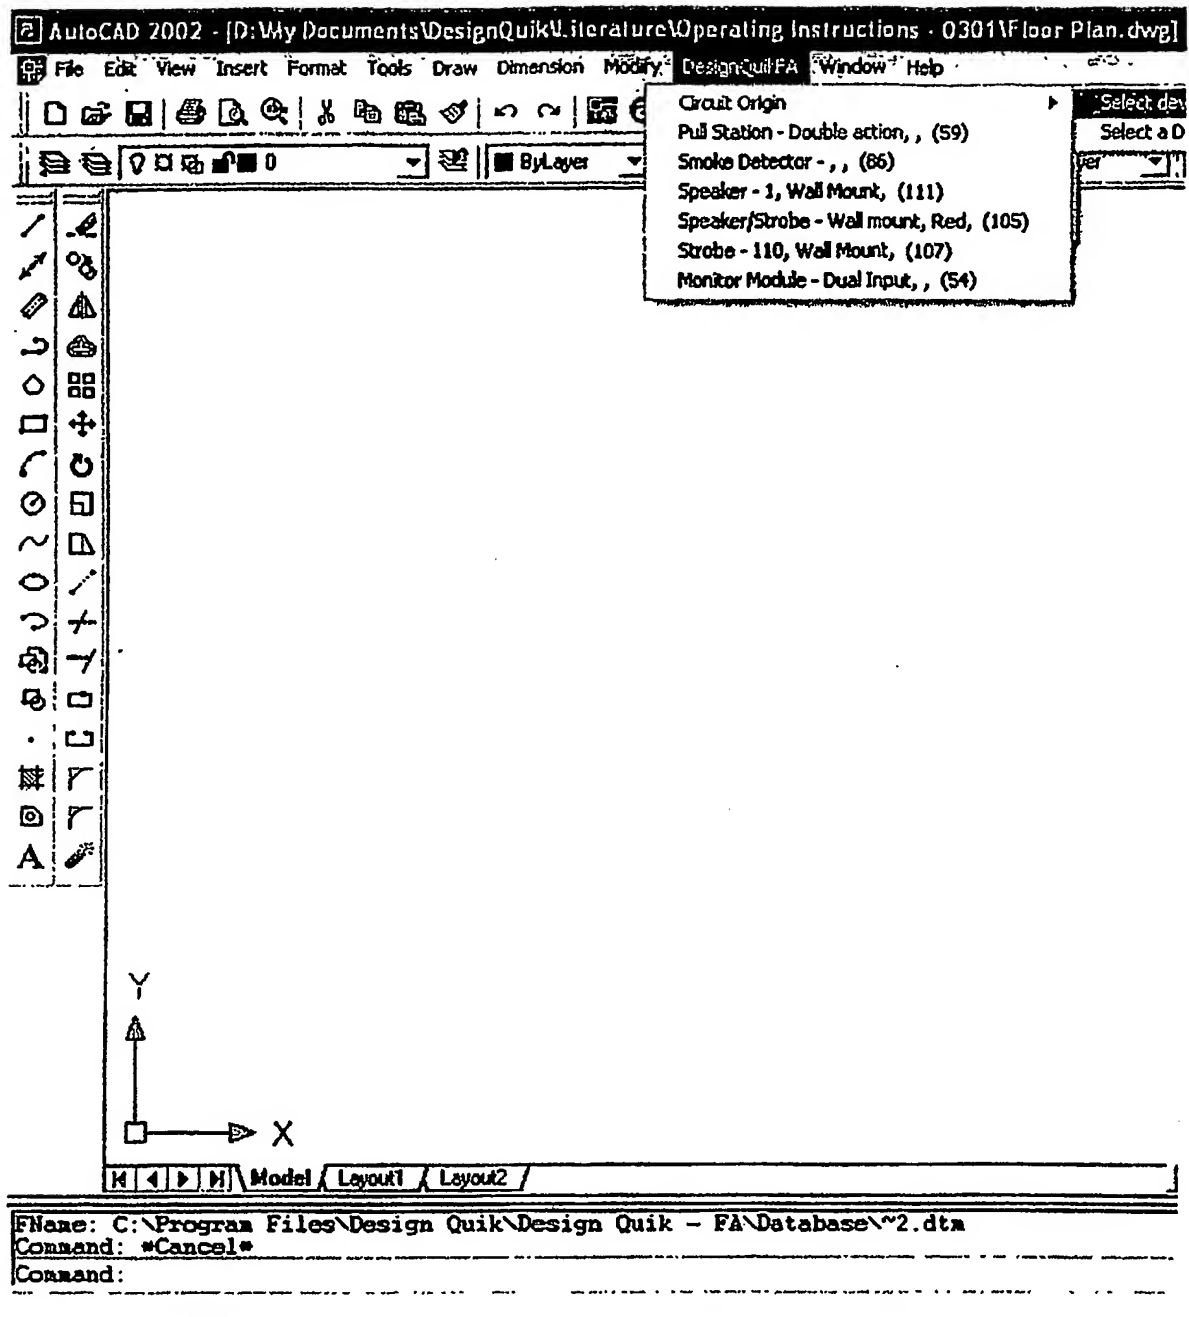 AutoCAD 2002 - [D:\My Documents\DesignQuik\Literature\Operating Instructions - 0301\Floor Plan.dwg]
File Edit View Insert Format Tools Draw Dimension Modify DesignQuikFA Window Help
Circuit Origin
Select dev
Pull Station - Double action, , (59)
Select a D
0
ByLayer
Smoke Detector - , , (86)
yer
Speaker - 1, Wall Mount, (111)
Speaker/Strobe - Wall mount, Red, (105)
Strobe - 110, Wall Mount, (107)
Monitor Module - Dual Input, , (54)
A
Y
X
Model Layout1 Layout2
FName: C:\Program Files\Design Quik\Design Quik - FA\Database\~2.dtm
Command: *Cancel*
Command: